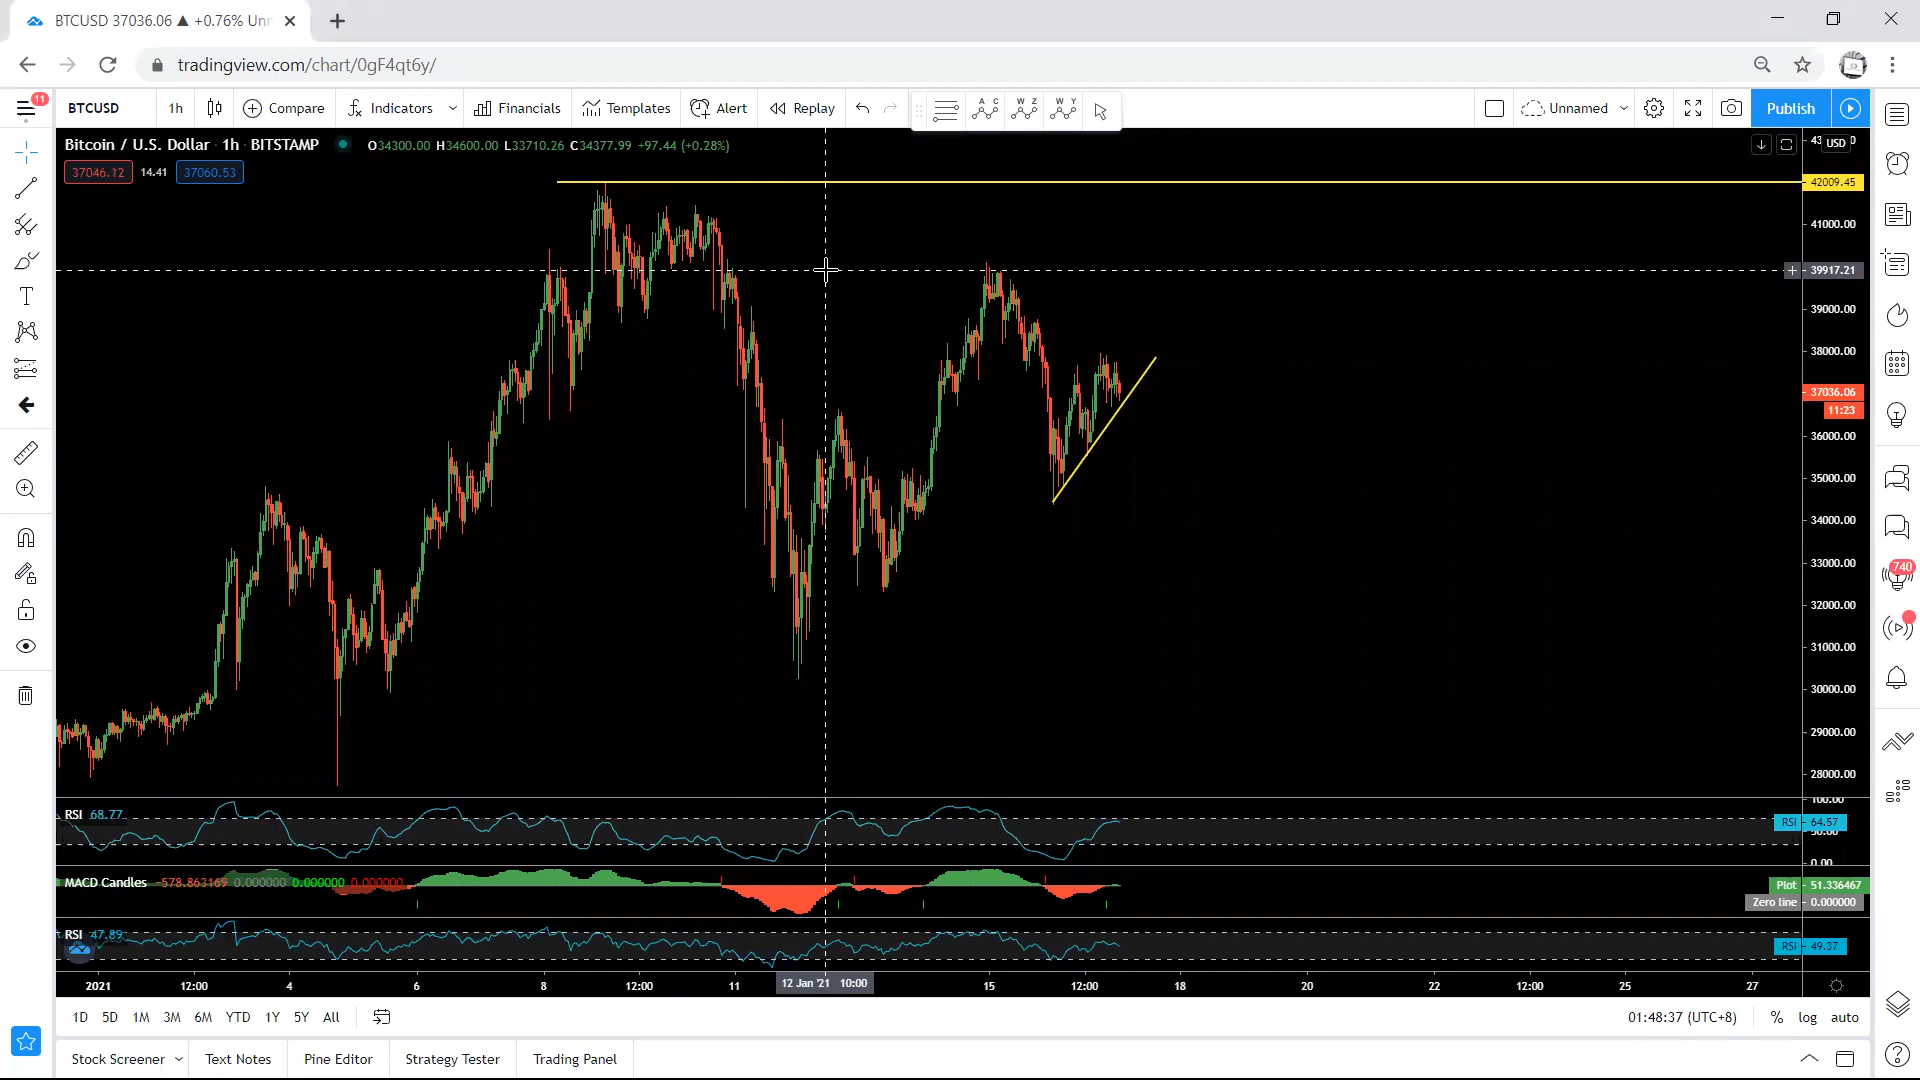 BTCUSD 37036.06 ▲ +0.76% Unn
tradingview.com/chart/0gF4qt6y/
11
BTCUSD 1h Compare Indicators Financials Templates Alert Replay A C W Z W Y Unnamed Publish
Bitcoin / U.S. Dollar · 1h · BITSTAMP O34300.00 H34600.00 L33710.26 C34377.99 +97.44 (+0.28%)
USD
37046.12 14.41 37060.53
42009.45
41000.00
39917.21
39000.00
38000.00
37036.06
11:23
36000.00
35000.00
34000.00
33000.00
740
32000.00
31000.00
30000.00
29000.00
28000.00
100.00
RSI 68.77
RSI 64.57
0.00
MACD Candles -578.863169 0.000000 0.000000 0.000000
Plot 51.336467
Zero line 0.000000
RSI 47.89
RSI 49.37
2021 12:00 4 6 8 12:00 11 12 Jan '21 10:00 15 12:00 18 20 22 12:00 25 27
1D 5D 1M 3M 6M YTD 1Y 5Y All 01:48:37 (UTC+8) % log auto
Stock Screener Text Notes Pine Editor Strategy Tester Trading Panel